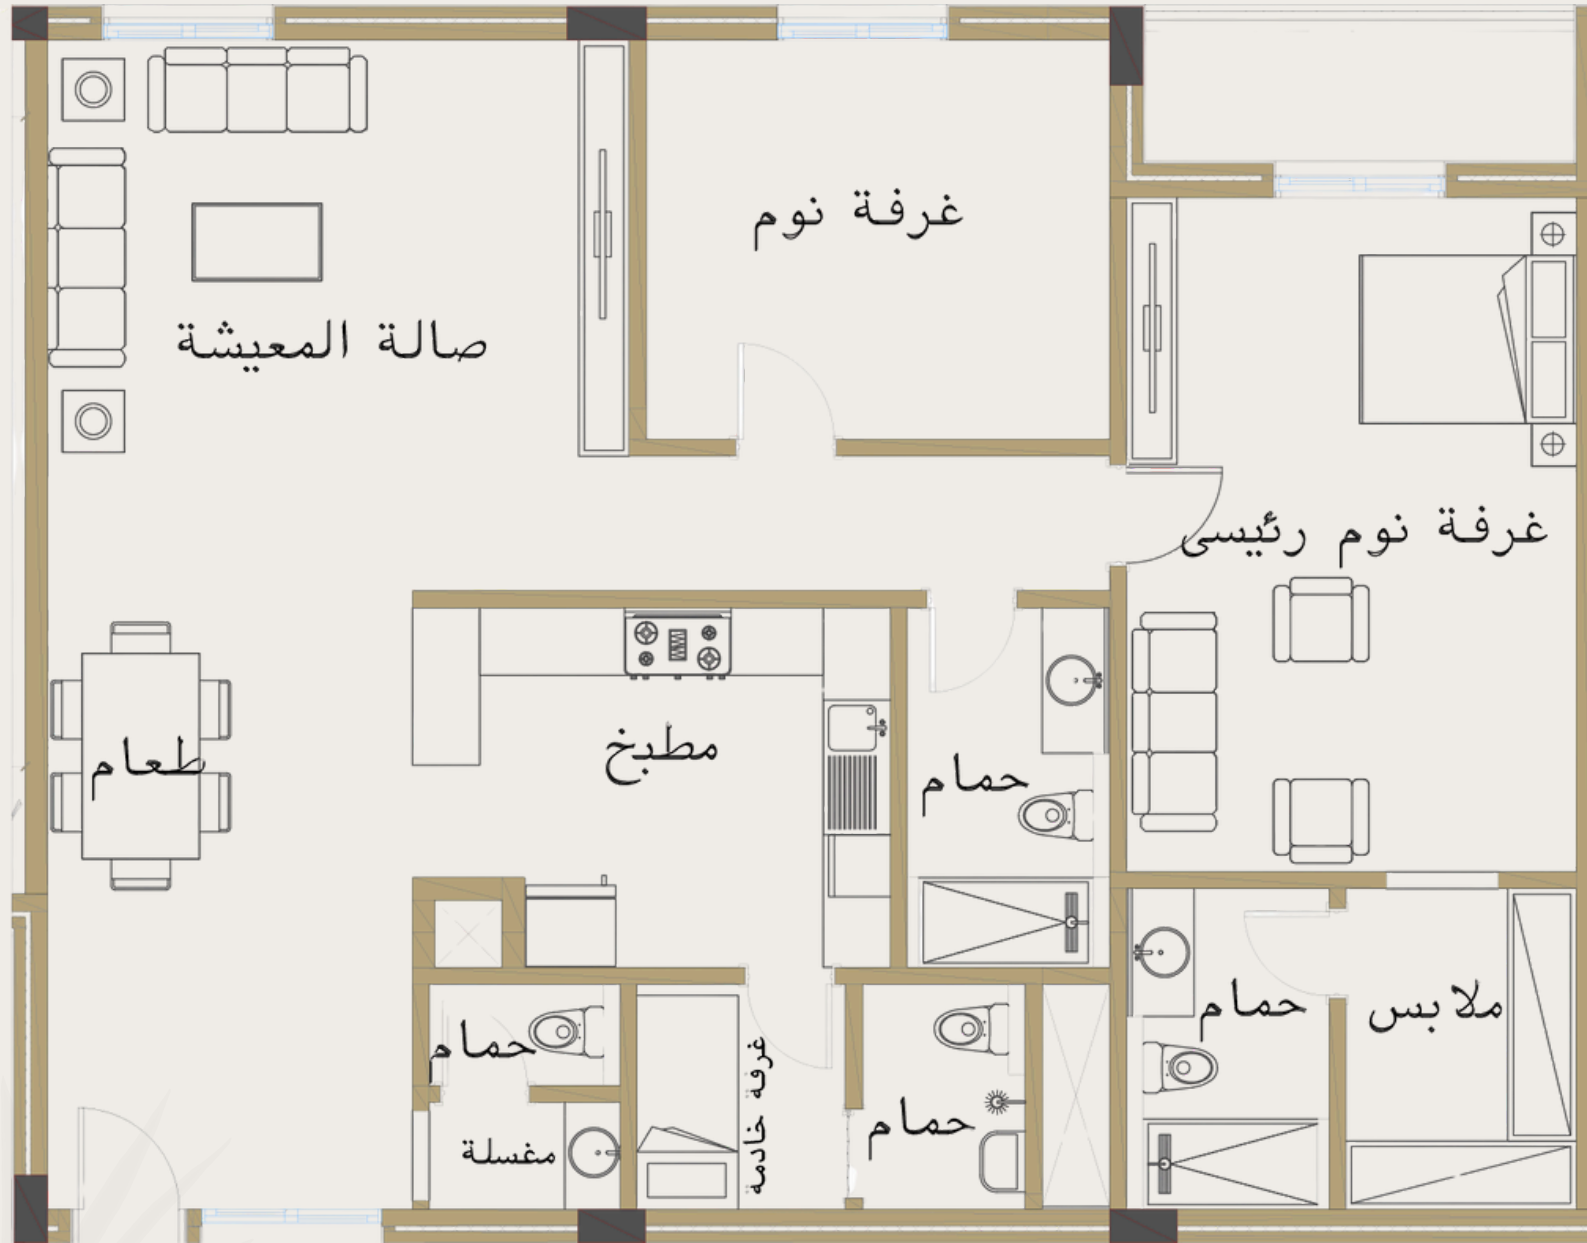 غرفة نوم
صالة المعيشة
غرفة نوم رئيسى
طعام
مطبخ
حمام
حمام
ملابس
حمام
غرفة خادمة
حمام
مغسلة